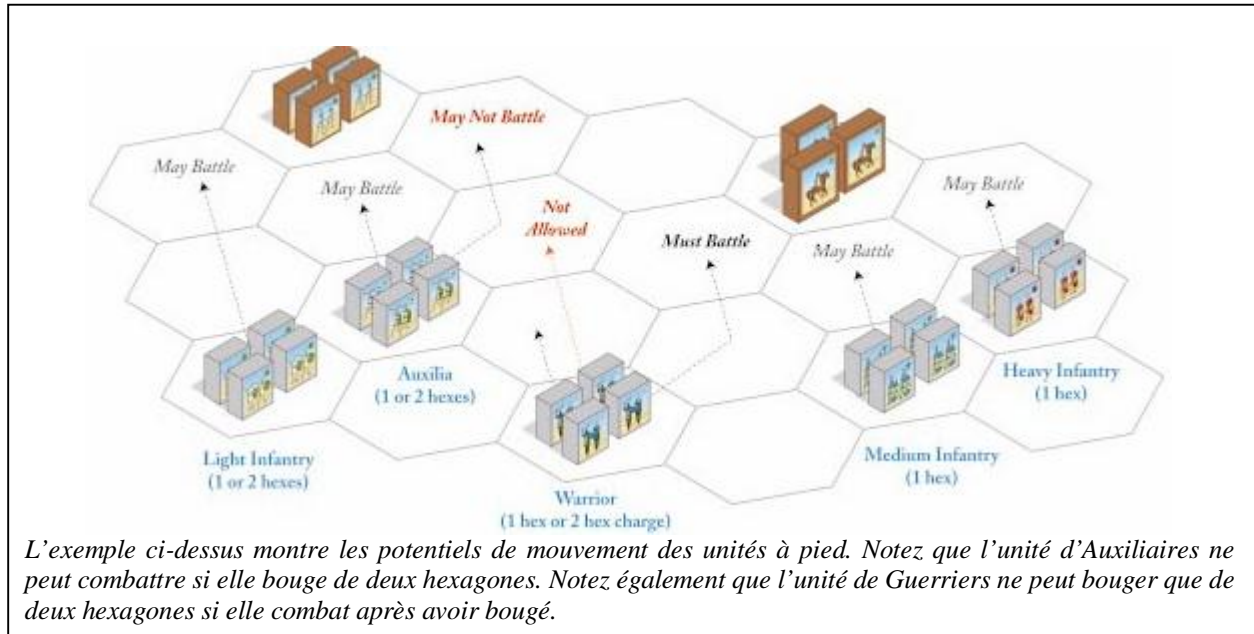 May Not Battle
May Battle
May Battle
May Battle
Not
Allowed
Must Battle
May Battle
Auxilia
(1 or 2 hexes)
Heavy Infantry
(1 hex)
Light Infantry
(1 or 2 hexes)
Medium Infantry
(1 hex)
Warrior
(1 hex or 2 hex charge)
L’exemple ci-dessus montre les potentiels de mouvement des unités à pied. Notez que l’unité d’Auxiliaires ne
peut combattre si elle bouge de deux hexagones. Notez également que l’unité de Guerriers ne peut bouger que de
deux hexagones si elle combat après avoir bougé.